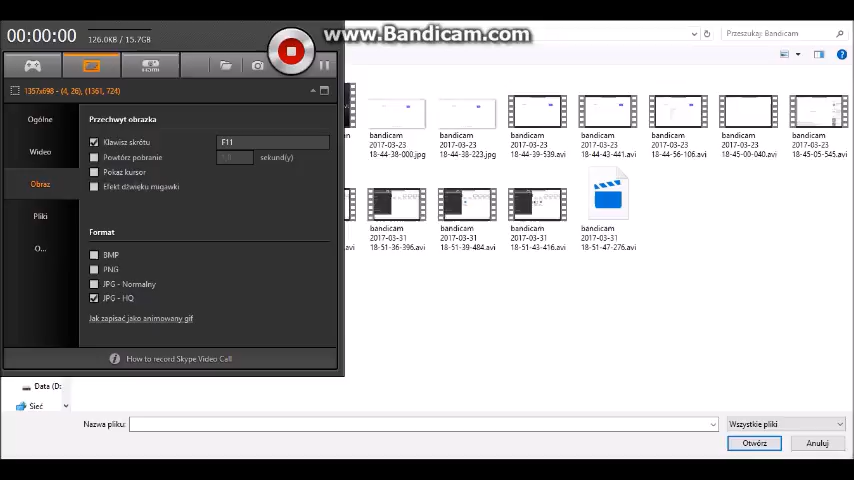 www.Bandicam.com
00:00:00
126.0KB / 15.7GB
HDMI
1357x698 - (4, 26), (1361, 724)
Ogólne
Wideo
Obraz
Pliki
O...
Przechwyt obrazka
Klawisz skrótu
F11
Powtórz pobranie
sekund(y)
Pokaż kursor
Efekt dźwięku migawki
Format
BMP
PNG
JPG - Normalny
JPG - HQ
Jak zapisać jako animowany gif
How to record Skype Video Call
Przeszukaj: Bandicam
bandicam
2017-03-23
18-44-38-000.jpg
bandicam
2017-03-23
18-44-38-223.jpg
bandicam
2017-03-23
18-44-39-539.avi
bandicam
2017-03-23
18-44-43-441.avi
bandicam
2017-03-23
18-44-56-106.avi
bandicam
2017-03-23
18-45-00-040.avi
bandicam
2017-03-23
18-45-05-545.avi
bandicam
2017-03-31
18-51-36-396.avi
bandicam
2017-03-31
18-51-39-484.avi
bandicam
2017-03-31
18-51-43-416.avi
bandicam
2017-03-31
18-51-47-276.avi
Data (D:
Sieć
Nazwa pliku:
Wszystkie pliki
Otwórz
Anuluj